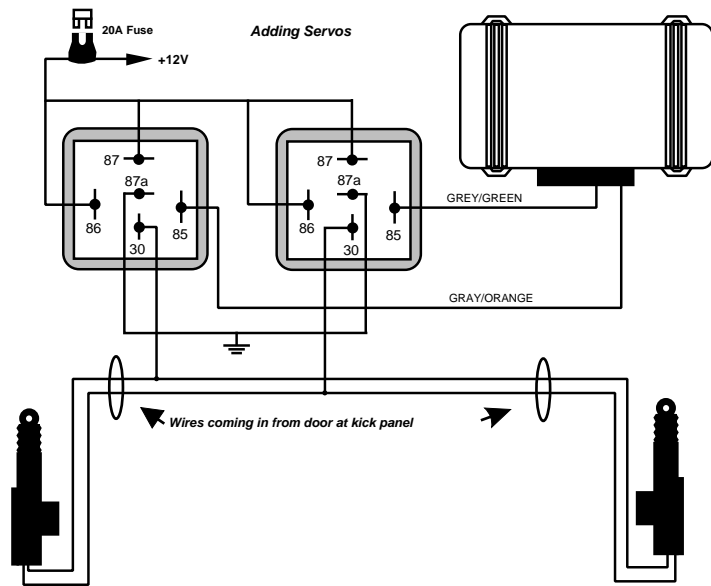 20A Fuse
Adding Servos
+12V
87
87a
86
85
30
87
87a
86
85
30
GREY/GREEN
GRAY/ORANGE
Wires coming in from door at kick panel